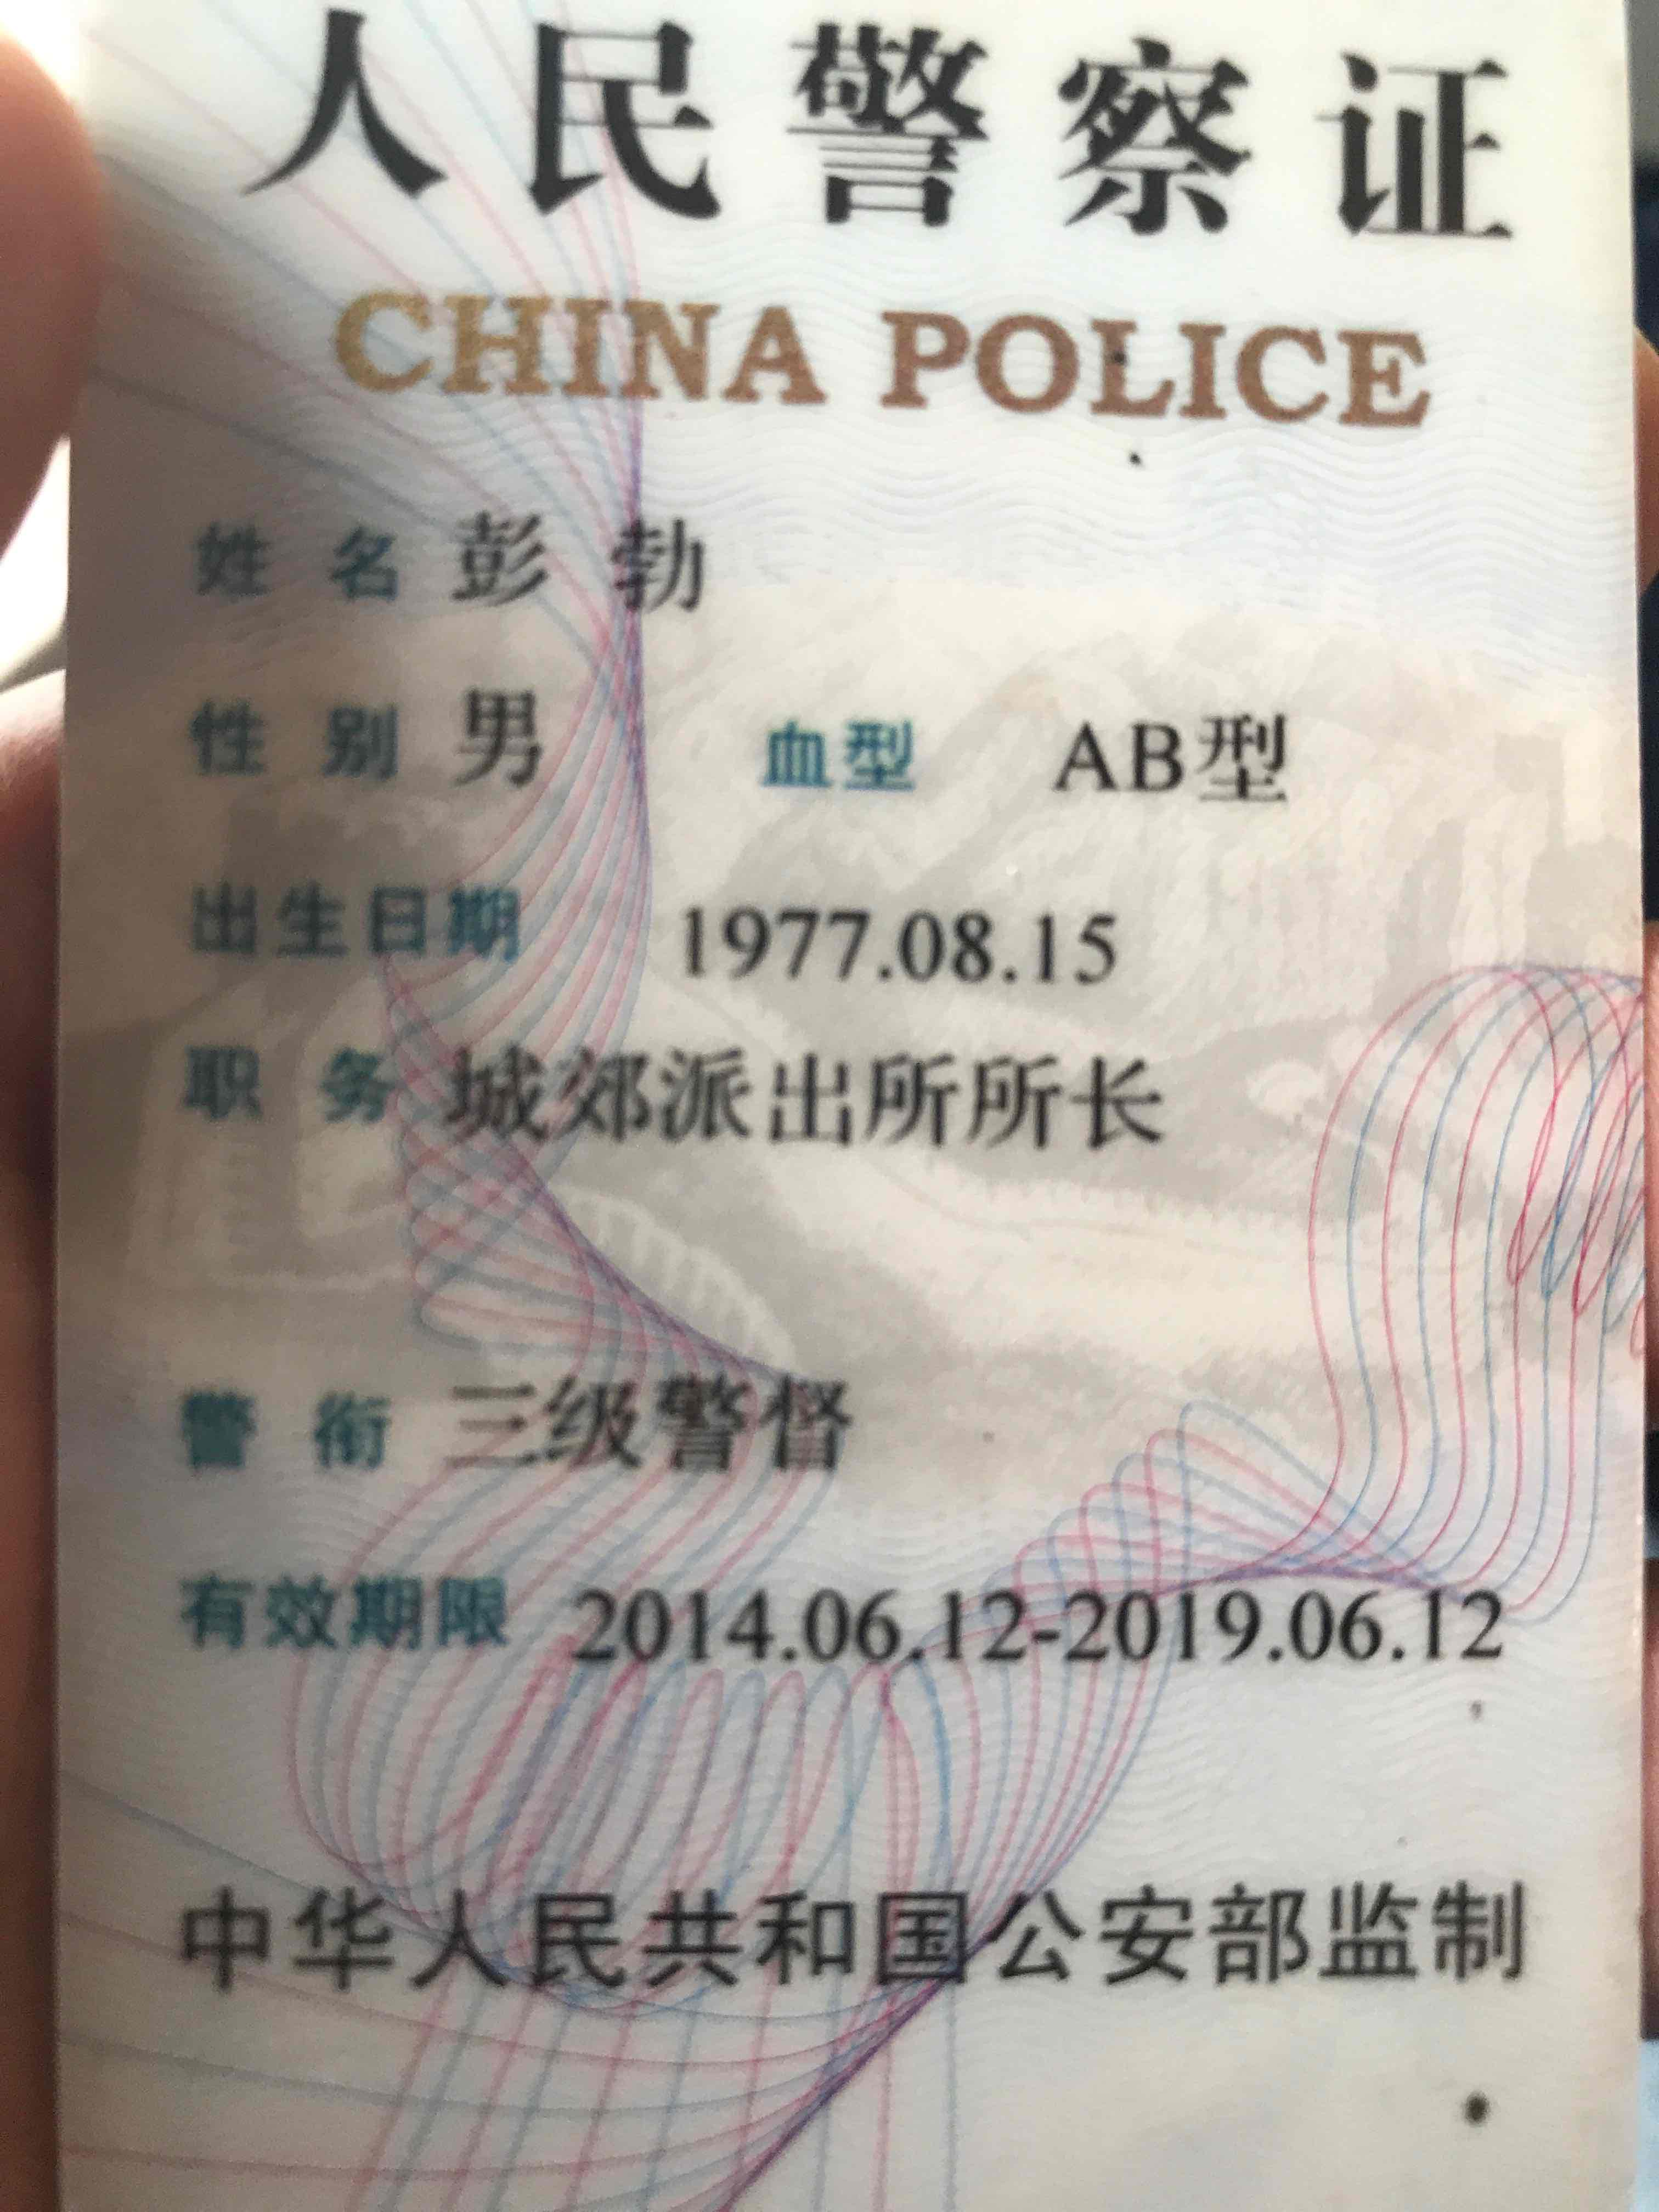 人民警察证
CHINA POLICE
姓名 彭勃
性别 男 血型 AB型
出生日期 1977.08.15
职务 城郊派出所所长
警衔 三级警督
有效期限 2014.06.12-2019.06.12
中华人民共和国公安部监制